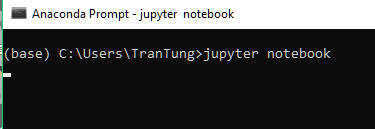 Anaconda Prompt - jupyter  notebook
(base) C:\Users\TranTung>jupyter notebook